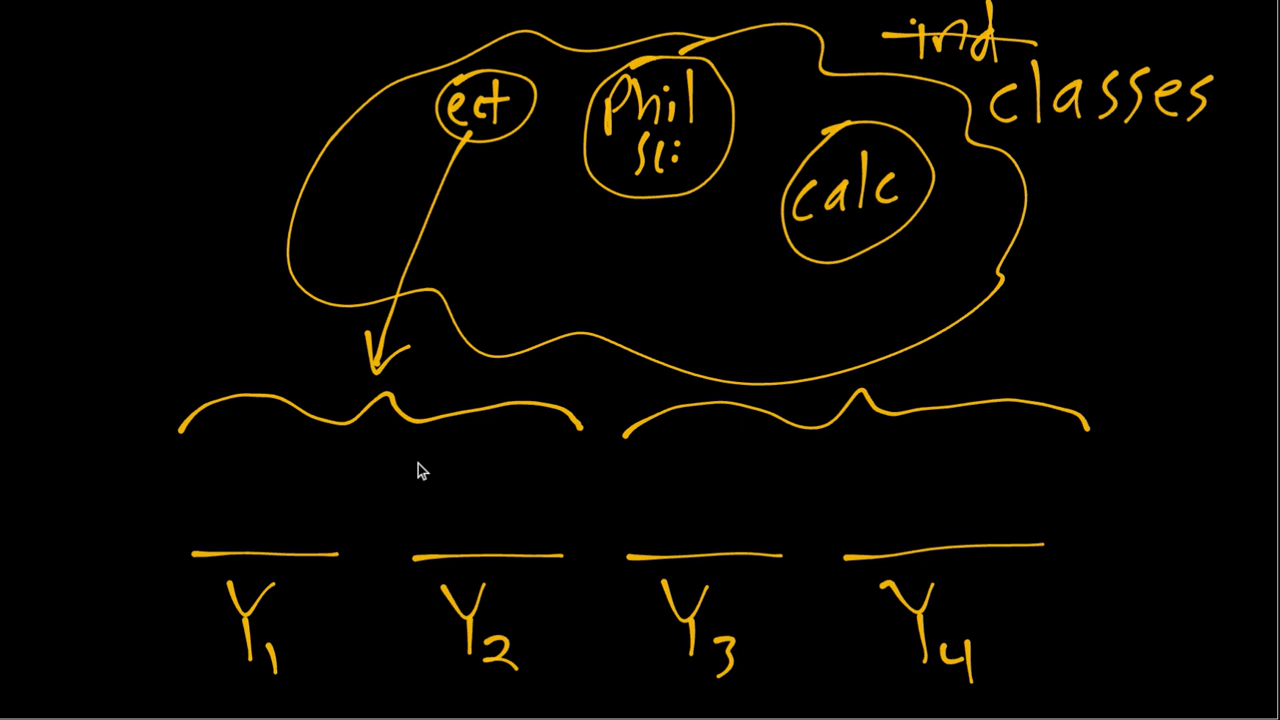 ind
classes
ect
Phil
sci
calc
Y1 Y2 Y3 Y4